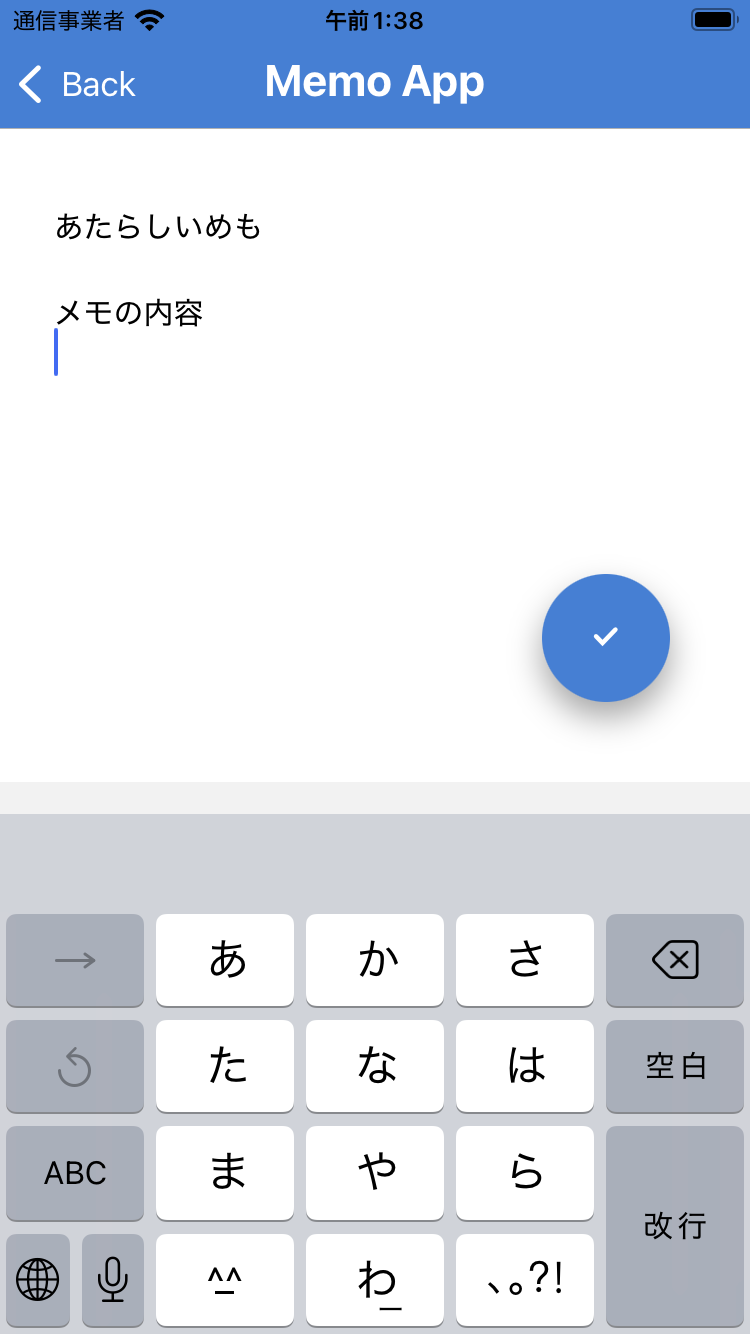 通信事業者 午前1:38
Back Memo App
あたらしいめも
メモの内容
→ あ か さ
た な は 空白
ABC ま や ら 改行
^^ わ 、。?!